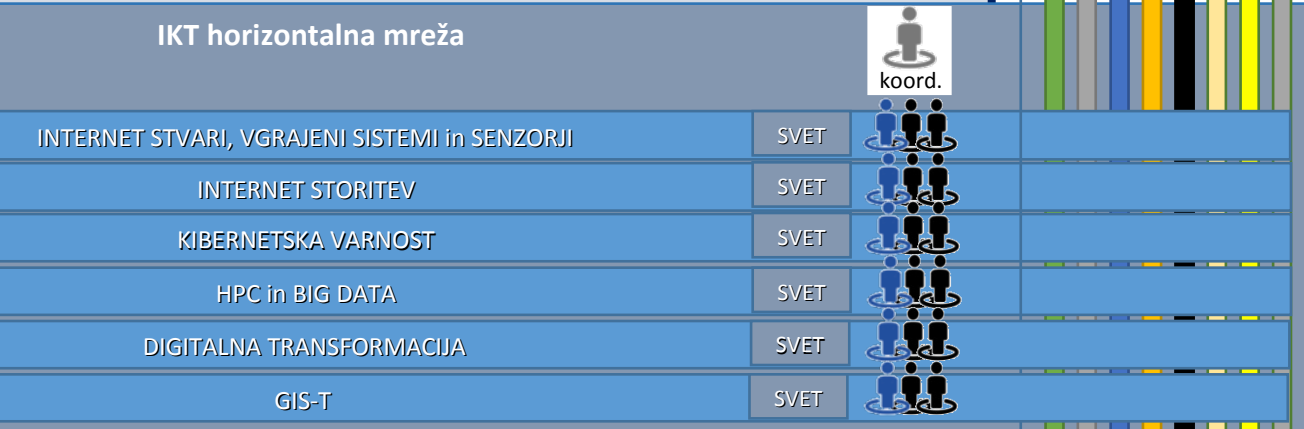 IKT horizontalna mreža
koord.
INTERNET STVARI, VGRAJENI SISTEMI in SENZORJI SVET
INTERNET STORITEV SVET
KIBERNETSKA VARNOST SVET
HPC in BIG DATA SVET
DIGITALNA TRANSFORMACIJA SVET
GIS-T SVET